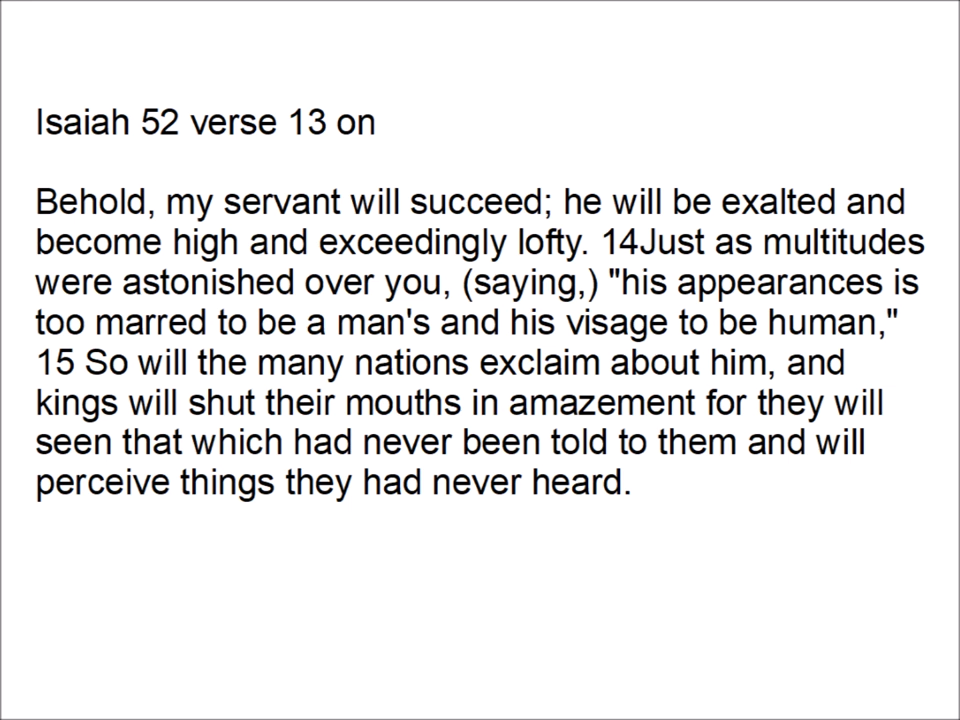 Isaiah 52 verse 13 on
Behold, my servant will succeed; he will be exalted and
become high and exceedingly lofty. 14Just as multitudes
were astonished over you, (saying,) "his appearances is
too marred to be a man's and his visage to be human,"
15 So will the many nations exclaim about him, and
kings will shut their mouths in amazement for they will
seen that which had never been told to them and will
perceive things they had never heard.